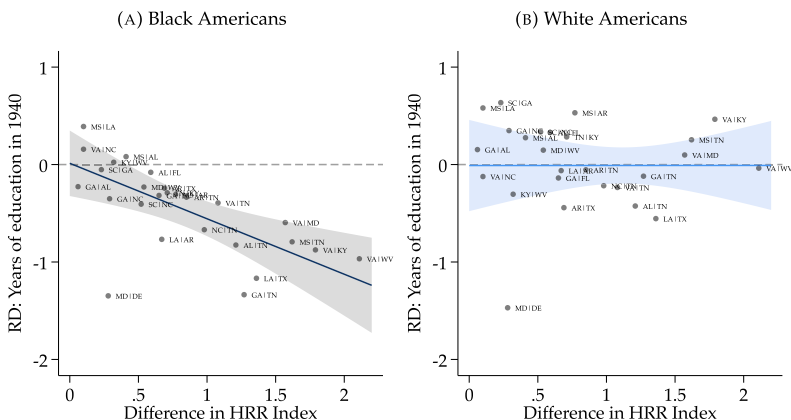 (A) Black Americans
RD: Years of education in 1940
1
0
-1
-2
MS|LA
VA|NC
MS|AL
KY|WV
SC|GA
AL|FL
GA|AL
GA|NC
SC|NC
VA|TN
NC|TN
LA|AR
AL|TN
VA|MD
MS|TN
VA|KY
VA|WV
LA|TX
GA|TN
MD|DE
0
.5
1
1.5
2
Difference in HRR Index
(B) White Americans
RD: Years of education in 1940
1
0
-1
-2
SC|GA
MS|LA
MS|AR
VA|KY
GA|NC
MS|AL
TN|KY
MS|TN
GA|AL
MD|WV
VA|MD
VA|WV
LA|AR
AR|TN
VA|NC
GA|FL
GA|TN
NC|TN
VA|TN
KY|WV
AR|TX
AL|TN
LA|TX
MD|DE
0
.5
1
1.5
2
Difference in HRR Index